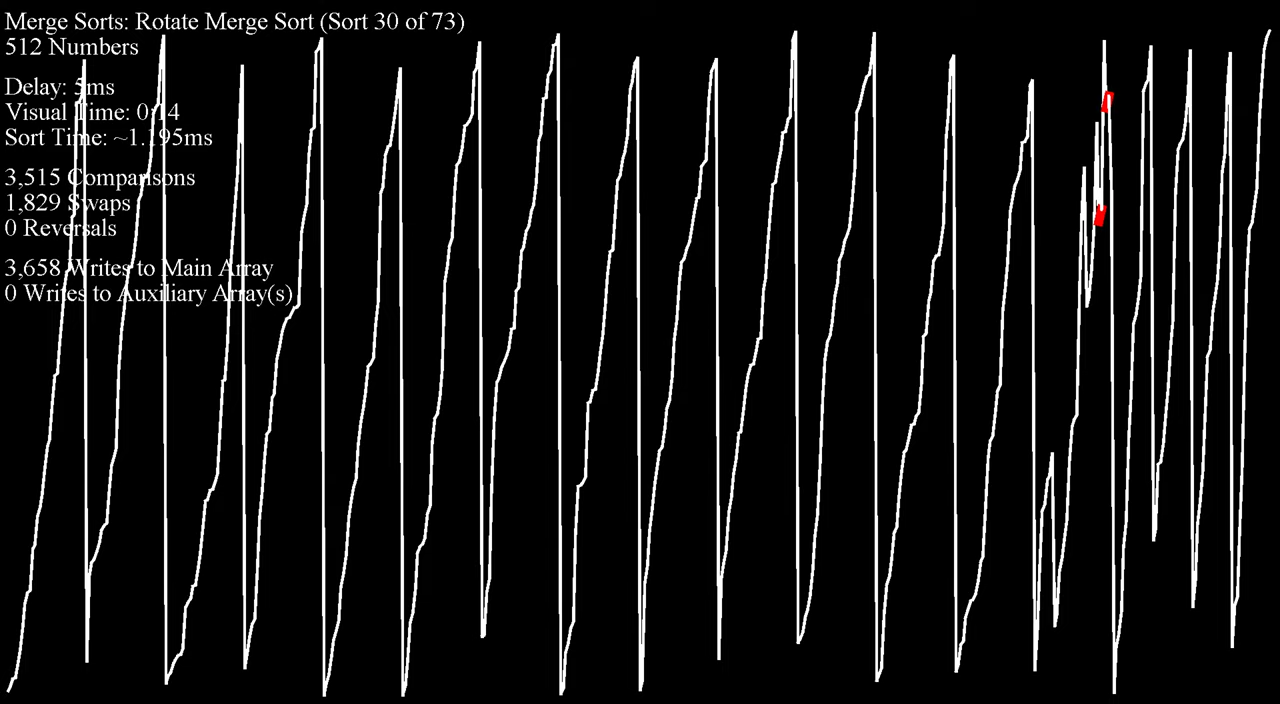 Merge Sorts: Rotate Merge Sort (Sort 30 of 73)
512 Numbers
Delay: 5ms
Visual Time: 0:14
Sort Time: ~1.195ms
3,515 Comparisons
1,829 Swaps
0 Reversals
3,658 Writes to Main Array
0 Writes to Auxiliary Array(s)